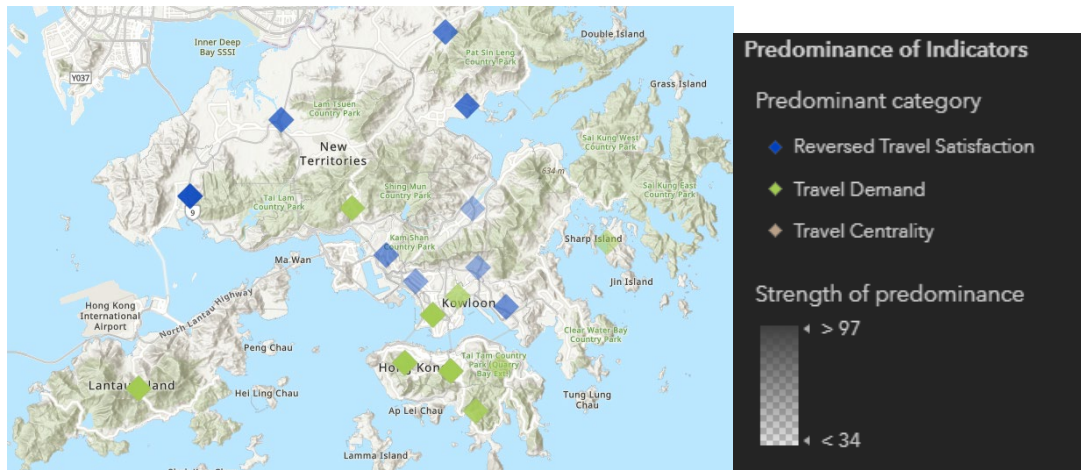 Inner Deep
Bay SSSI
Double Island
Pat Sin Leng
Country Park
Y037
Grass Island
Lam Tsuen
Country Park
New
Territories
Sai Kung West
Country Park
634 m
Shing Mun
Country Park
Sai Kung East
Country Park
Tai Lam
Country Park
9
Kam Shan
Country Park
Sharp Island
Ma Wan
Jin Island
Hong Kong
International
Airport
North Lantau Highway
Kowloon
Clear Water Bay
Country Park
Peng Chau
Tai Tam Country
Park (Quarry
Bay Ext)
Hong Kon
Lantau Island
Hei Ling Chau
Tung Lung
Chau
Ap Lei Chau
Lamma Island
Predominance of Indicators
Predominant category
Reversed Travel Satisfaction
Travel Demand
Travel Centrality
Strength of predominance
> 97
< 34